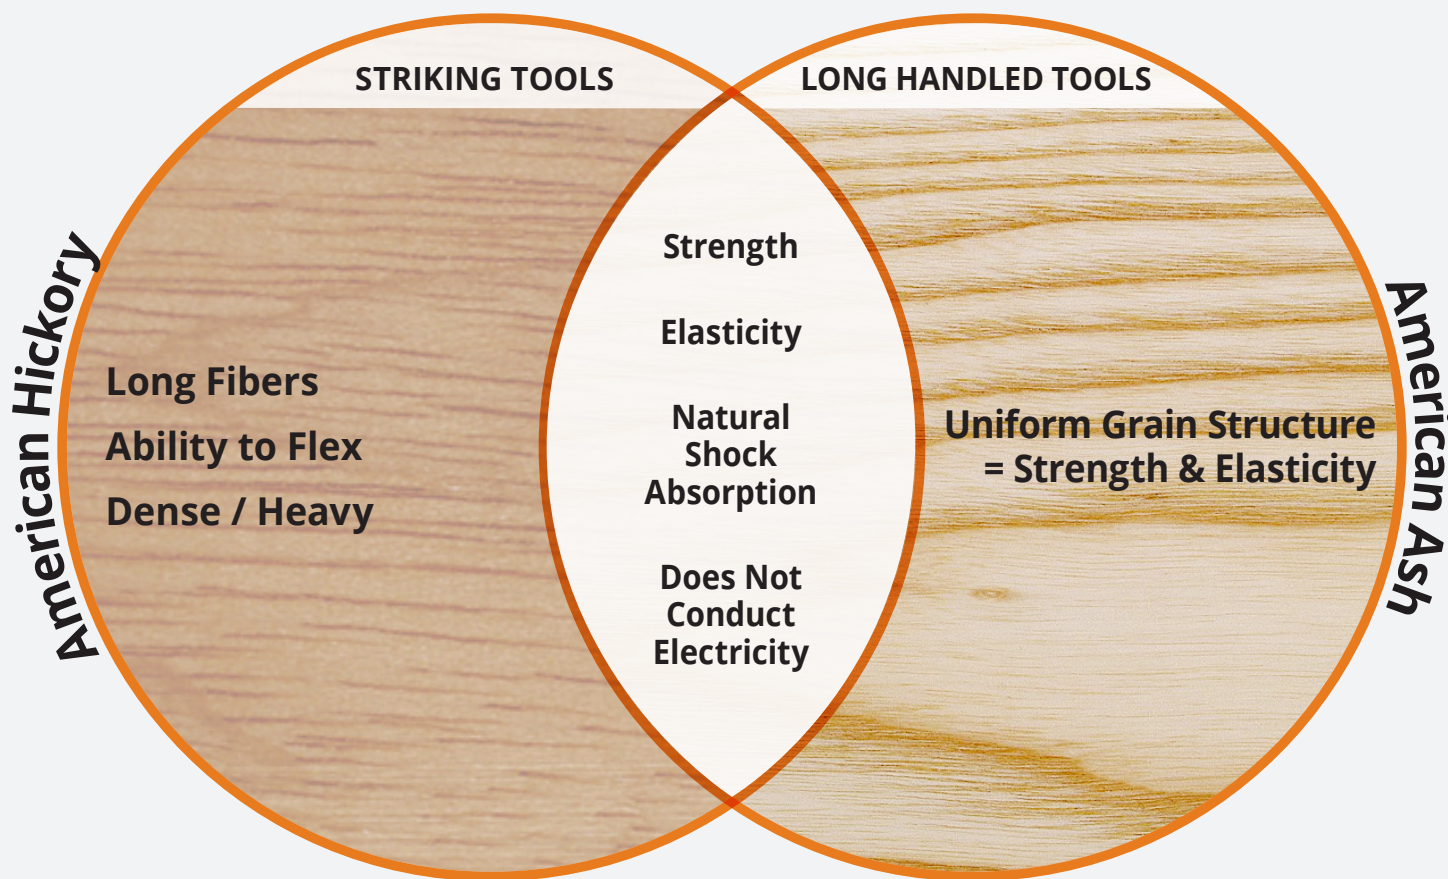 STRIKING TOOLS
LONG HANDLED TOOLS
American Hickory
Long Fibers
Ability to Flex
Dense / Heavy
Strength
Elasticity
Natural
Shock
Absorption
Does Not
Conduct
Electricity
Uniform Grain Structure
= Strength & Elasticity
American Ash